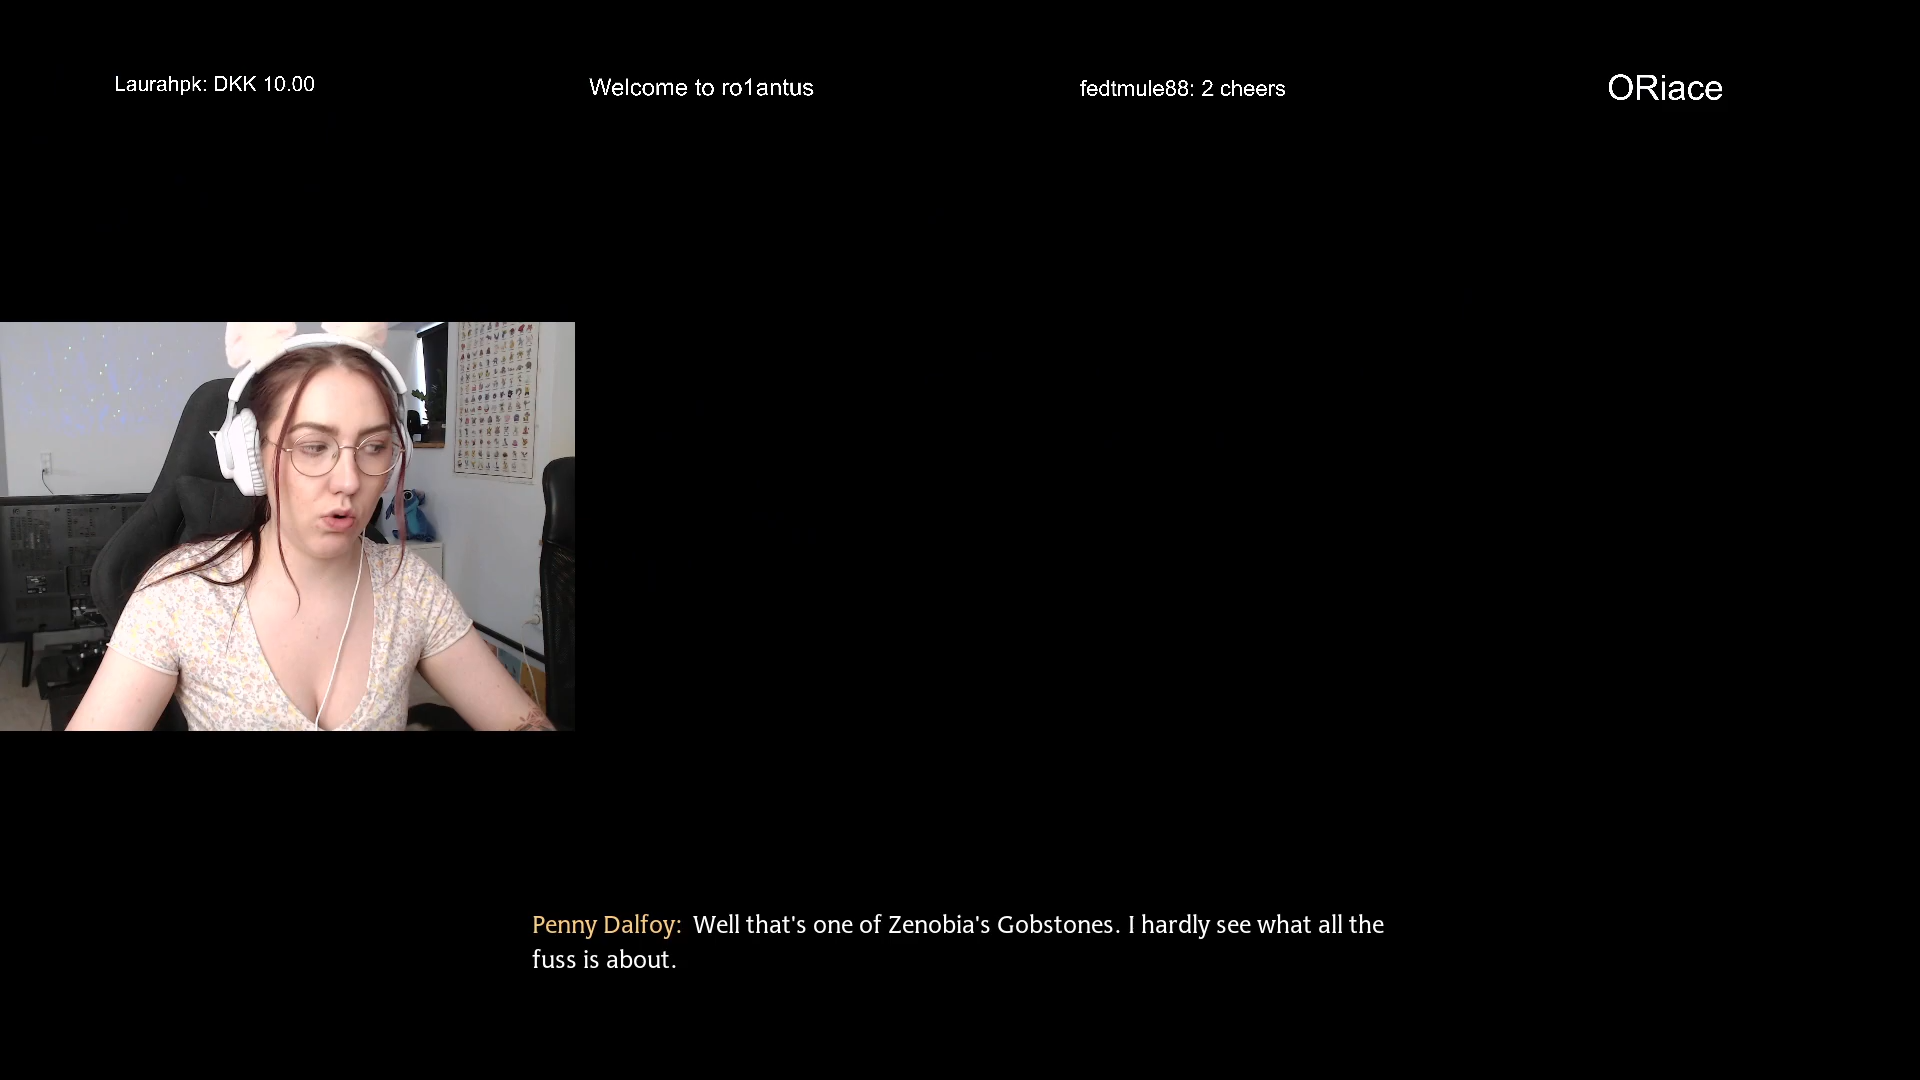 Laurahpk: DKK 10.00
Welcome to ro1antus
fedtmule88: 2 cheers
ORiace
Penny Dalfoy: Well that's one of Zenobia's Gobstones. I hardly see what all the
fuss is about.